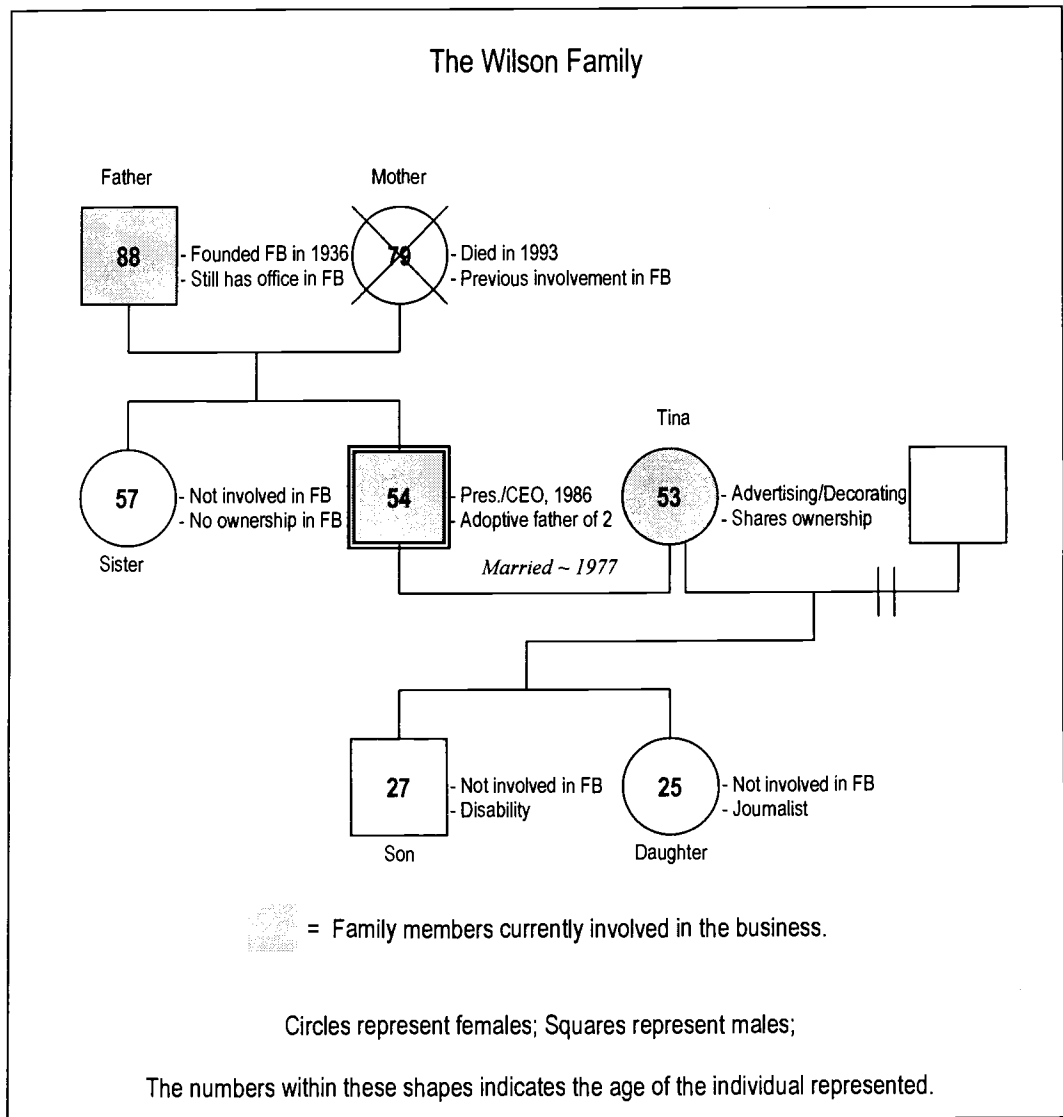 The Wilson Family
Father
Mother
88
- Founded FB in 1936
- Still has office in FB
79
- Died in 1993
- Previous involvement in FB
Tina
57
- Not involved in FB
- No ownership in FB
Sister
54
- Pres./CEO, 1986
- Adoptive father of 2
53
- Advertising/Decorating
- Shares ownership
Married ~ 1977
27
- Not involved in FB
- Disability
Son
25
- Not involved in FB
- Journalist
Daughter
= Family members currently involved in the business.
Circles represent females; Squares represent males;
The numbers within these shapes indicates the age of the individual represented.